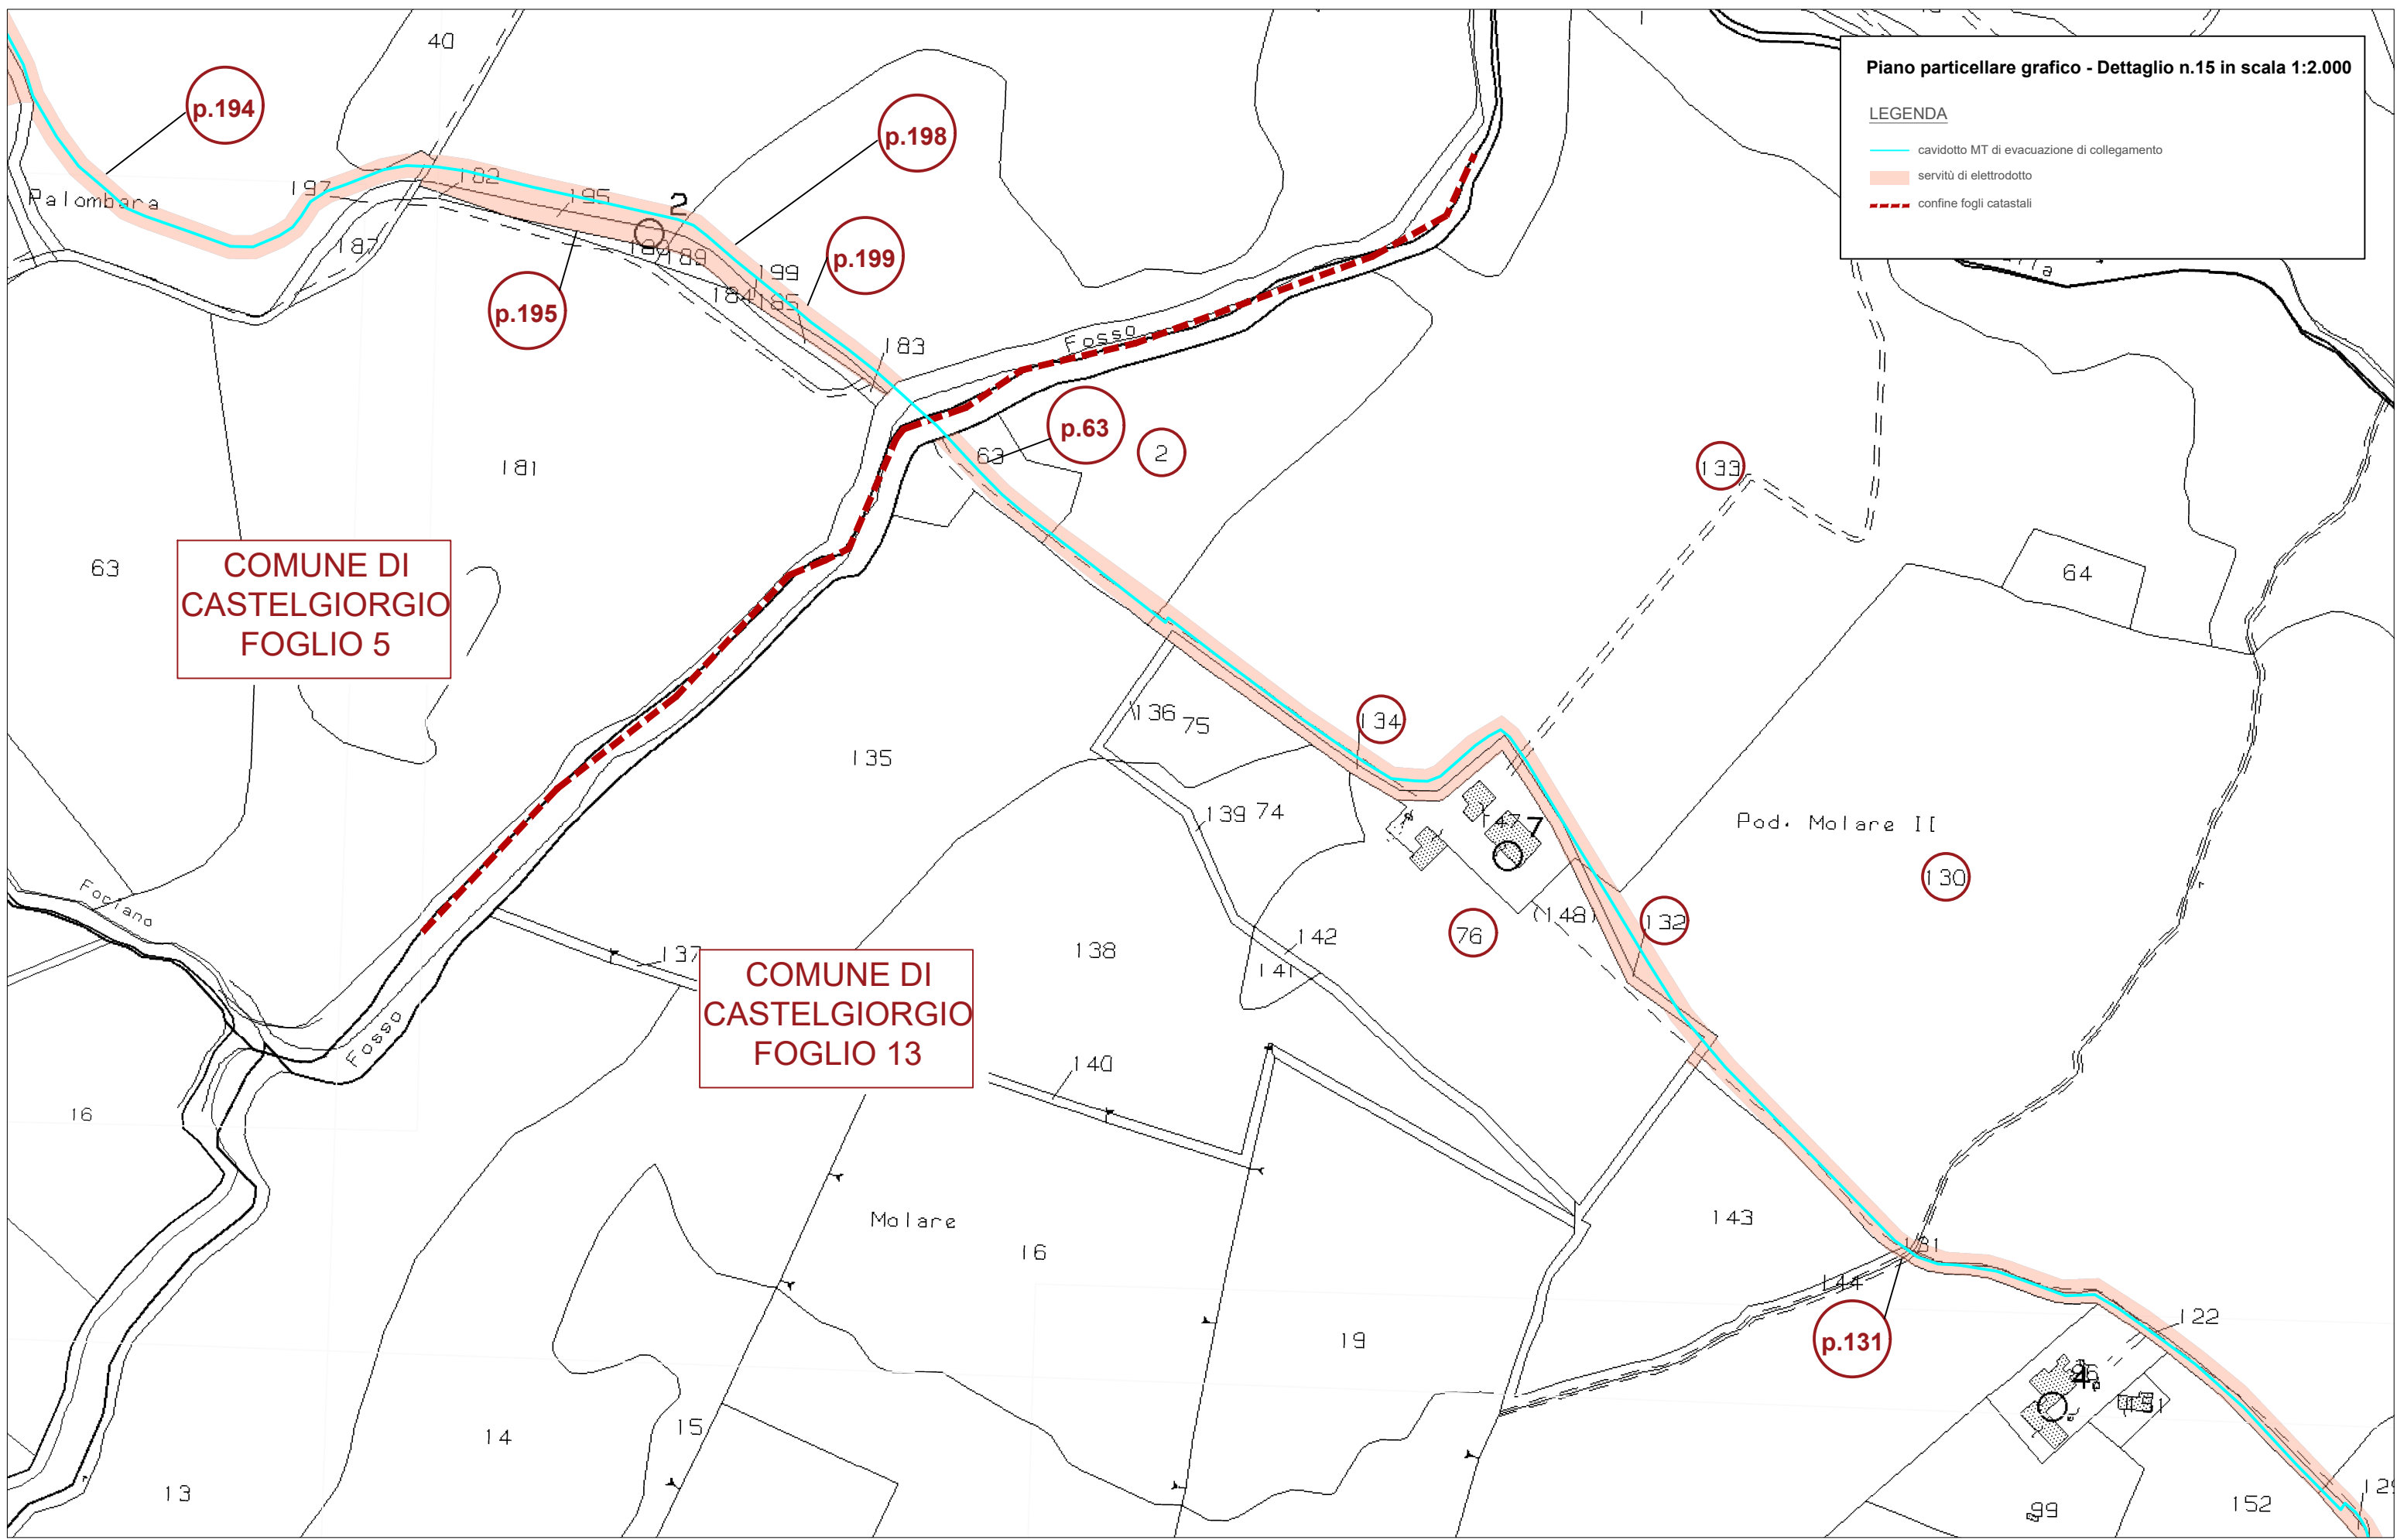 Piano particellare grafico - Dettaglio n.15 in scala 1:2.000
LEGENDA
cavidotto MT di evacuazione di collegamento
servitù di elettrodotto
confine fogli catastali
40
p.194
p.198
Palombara
197
182
195
2
187
189
199
p.199
184
185
p.195
183
Fosso
p.63
63
2
133
181
63
COMUNE DI
CASTELGIORGIO
FOGLIO 5
64
136
75
134
135
139
74
147
7
Pod. Molare II
130
Foriano
(148)
132
76
142
138
141
137
COMUNE DI
CASTELGIORGIO
FOGLIO 13
Fosso
140
16
Molare
16
143
131
144
p.131
122
19
4
151
15
14
13
99
152
129